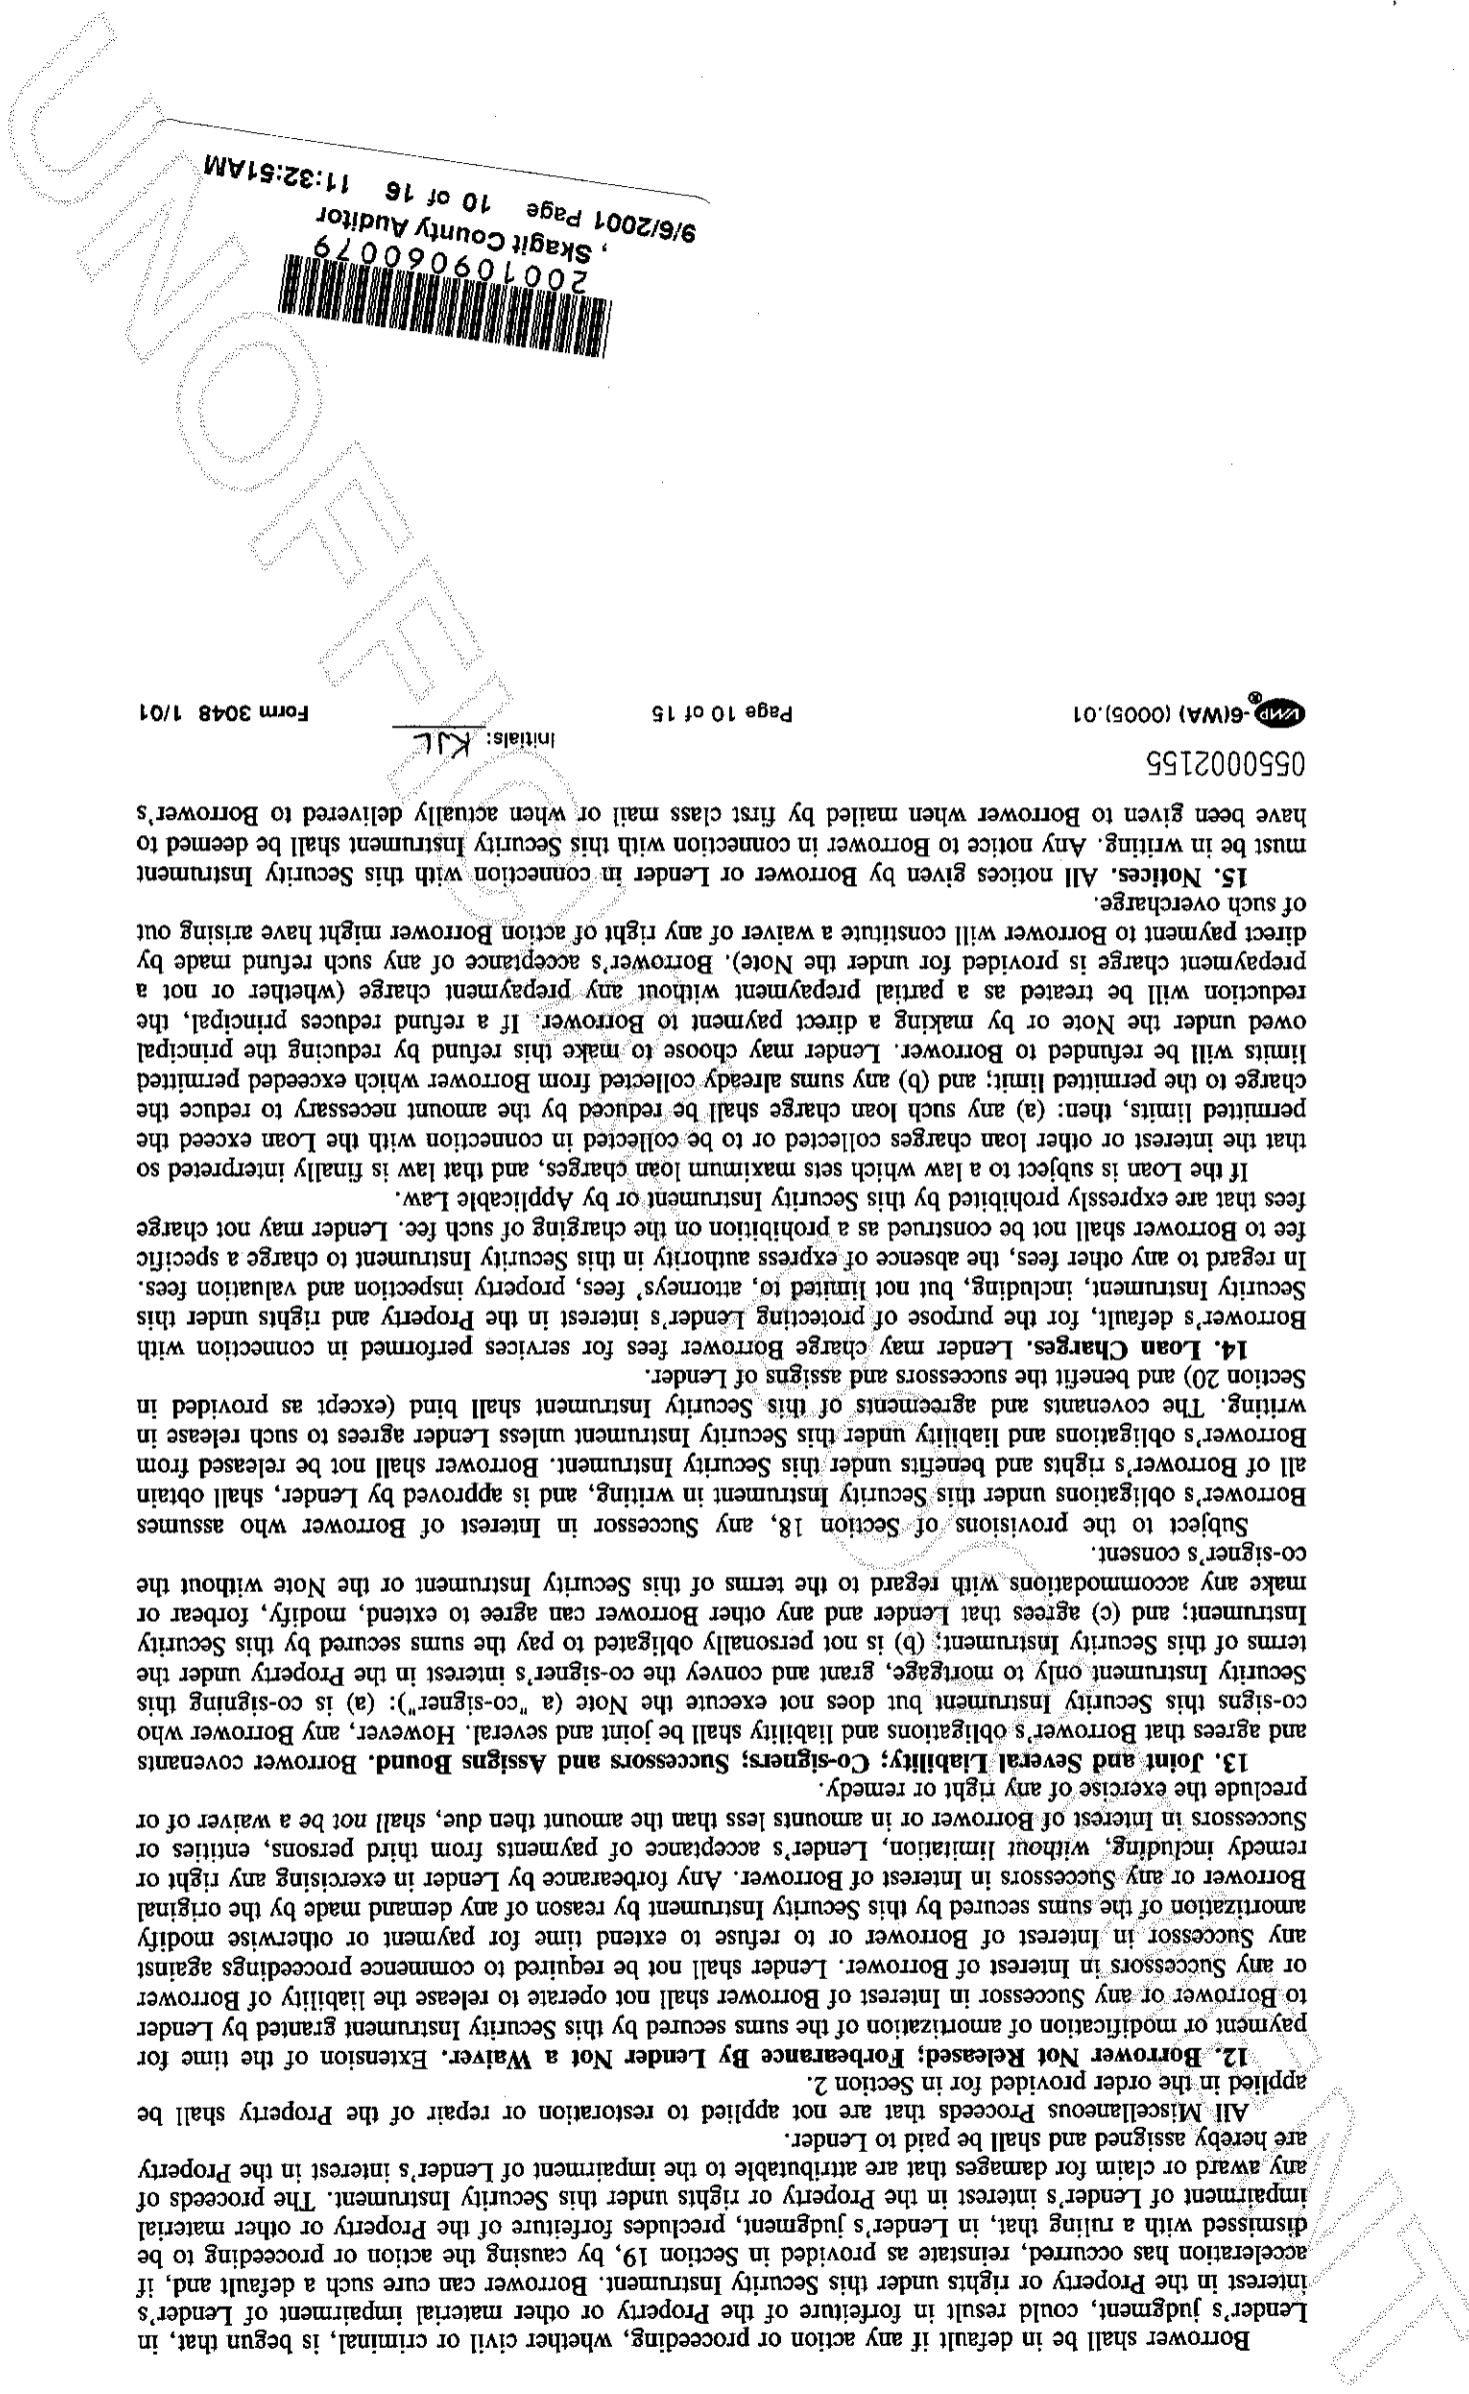 Borrower shall be in default if any action or proceeding, whether civil or criminal, is begun that, in
Lender's judgment, could result in forfeiture of the Property or other material impairment of Lender's
interest in the Property or rights under this Security Instrument. Borrower can cure such a default and, if
acceleration has occurred, reinstate as provided in Section 19, by causing the action or proceeding to be
dismissed with a ruling that, in Lender's judgment, precludes forfeiture of the Property or other material
impairment of Lender's interest in the Property or rights under this Security Instrument. The proceeds of
any award or claim for damages that are attributable to the impairment of Lender's interest in the Property
are hereby assigned and shall be paid to Lender.
All Miscellaneous Proceeds that are not applied to restoration or repair of the Property shall be
applied in the order provided for in Section 2.
12. Borrower Not Released; Forbearance By Lender Not a Waiver. Extension of the time for
payment or modification of amortization of the sums secured by this Security Instrument granted by Lender
to Borrower or any Successor in Interest of Borrower shall not operate to release the liability of Borrower
or any Successors in Interest of Borrower. Lender shall not be required to commence proceedings against
any Successor in Interest of Borrower or to refuse to extend time for payment or otherwise modify
amortization of the sums secured by this Security Instrument by reason of any demand made by the original
Borrower or any Successors in Interest of Borrower. Any forbearance by Lender in exercising any right or
remedy including, without limitation, Lender's acceptance of payments from third persons, entities or
Successors in Interest of Borrower or in amounts less than the amount then due, shall not be a waiver of or
preclude the exercise of any right or remedy.
13. Joint and Several Liability; Co-signers; Successors and Assigns Bound. Borrower covenants
and agrees that Borrower's obligations and liability shall be joint and several. However, any Borrower who
co-signs this Security Instrument but does not execute the Note (a "co-signer"): (a) is co-signing this
Security Instrument only to mortgage, grant and convey the co-signer's interest in the Property under the
terms of this Security Instrument; (b) is not personally obligated to pay the sums secured by this Security
Instrument; and (c) agrees that Lender and any other Borrower can agree to extend, modify, forbear or
make any accommodations with regard to the terms of this Security Instrument or the Note without the
co-signer's consent.
Subject to the provisions of Section 18, any Successor in Interest of Borrower who assumes
Borrower's obligations under this Security Instrument in writing, and is approved by Lender, shall obtain
all of Borrower's rights and benefits under this Security Instrument. Borrower shall not be released from
Borrower's obligations and liability under this Security Instrument unless Lender agrees to such release in
writing. The covenants and agreements of this Security Instrument shall bind (except as provided in
Section 20) and benefit the successors and assigns of Lender.
14. Loan Charges. Lender may charge Borrower fees for services performed in connection with
Borrower's default, for the purpose of protecting Lender's interest in the Property and rights under this
Security Instrument, including, but not limited to, attorneys' fees, property inspection and valuation fees.
In regard to any other fees, the absence of express authority in this Security Instrument to charge a specific
fee to Borrower shall not be construed as a prohibition on the charging of such fee. Lender may not charge
fees that are expressly prohibited by this Security Instrument or by Applicable Law.
If the Loan is subject to a law which sets maximum loan charges, and that law is finally interpreted so
that the interest or other loan charges collected or to be collected in connection with the Loan exceed the
permitted limits, then: (a) any such loan charge shall be reduced by the amount necessary to reduce the
charge to the permitted limit; and (b) any sums already collected from Borrower which exceeded permitted
limits will be refunded to Borrower. Lender may choose to make this refund by reducing the principal
owed under the Note or by making a direct payment to Borrower. If a refund reduces principal, the
reduction will be treated as a partial prepayment without any prepayment charge (whether or not a
prepayment charge is provided for under the Note). Borrower's acceptance of any such refund made by
direct payment to Borrower will constitute a waiver of any right of action Borrower might have arising out
of such overcharge.
15. Notices. All notices given by Borrower or Lender in connection with this Security Instrument
must be in writing. Any notice to Borrower in connection with this Security Instrument shall be deemed to
have been given to Borrower when mailed by first class mail or when actually delivered to Borrower's
0550002155
Initials: KJL
VMP®-6(WA) (0005).01 Page 10 of 15 Form 3048 1/01
200109060079
, Skagit County Auditor
9/6/2001 Page 10 of 16 11:32:51AM
UNOFFICIAL DOCUMENT